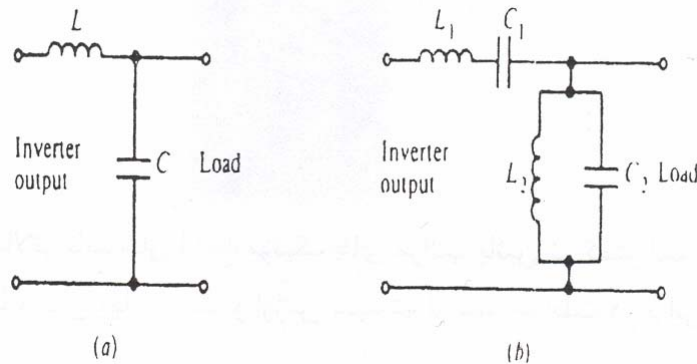 L
Inverter
output
C
Load
(a)
L₁
C₁
Inverter
output
L₂
C₂
Load
(b)